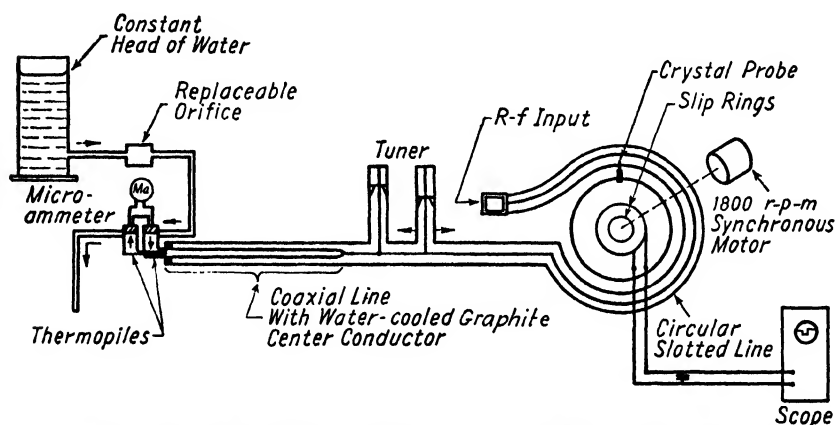 Constant
Head of Water
Replaceable
Orifice
Micro-
ammeter
Ma
Thermopiles
Coaxial Line
With Water-cooled Graphite
Center Conductor
Tuner
R-f Input
Crystal Probe
Slip Rings
1800 r-p-m
Synchronous
Motor
Circular
Slotted Line
Scope